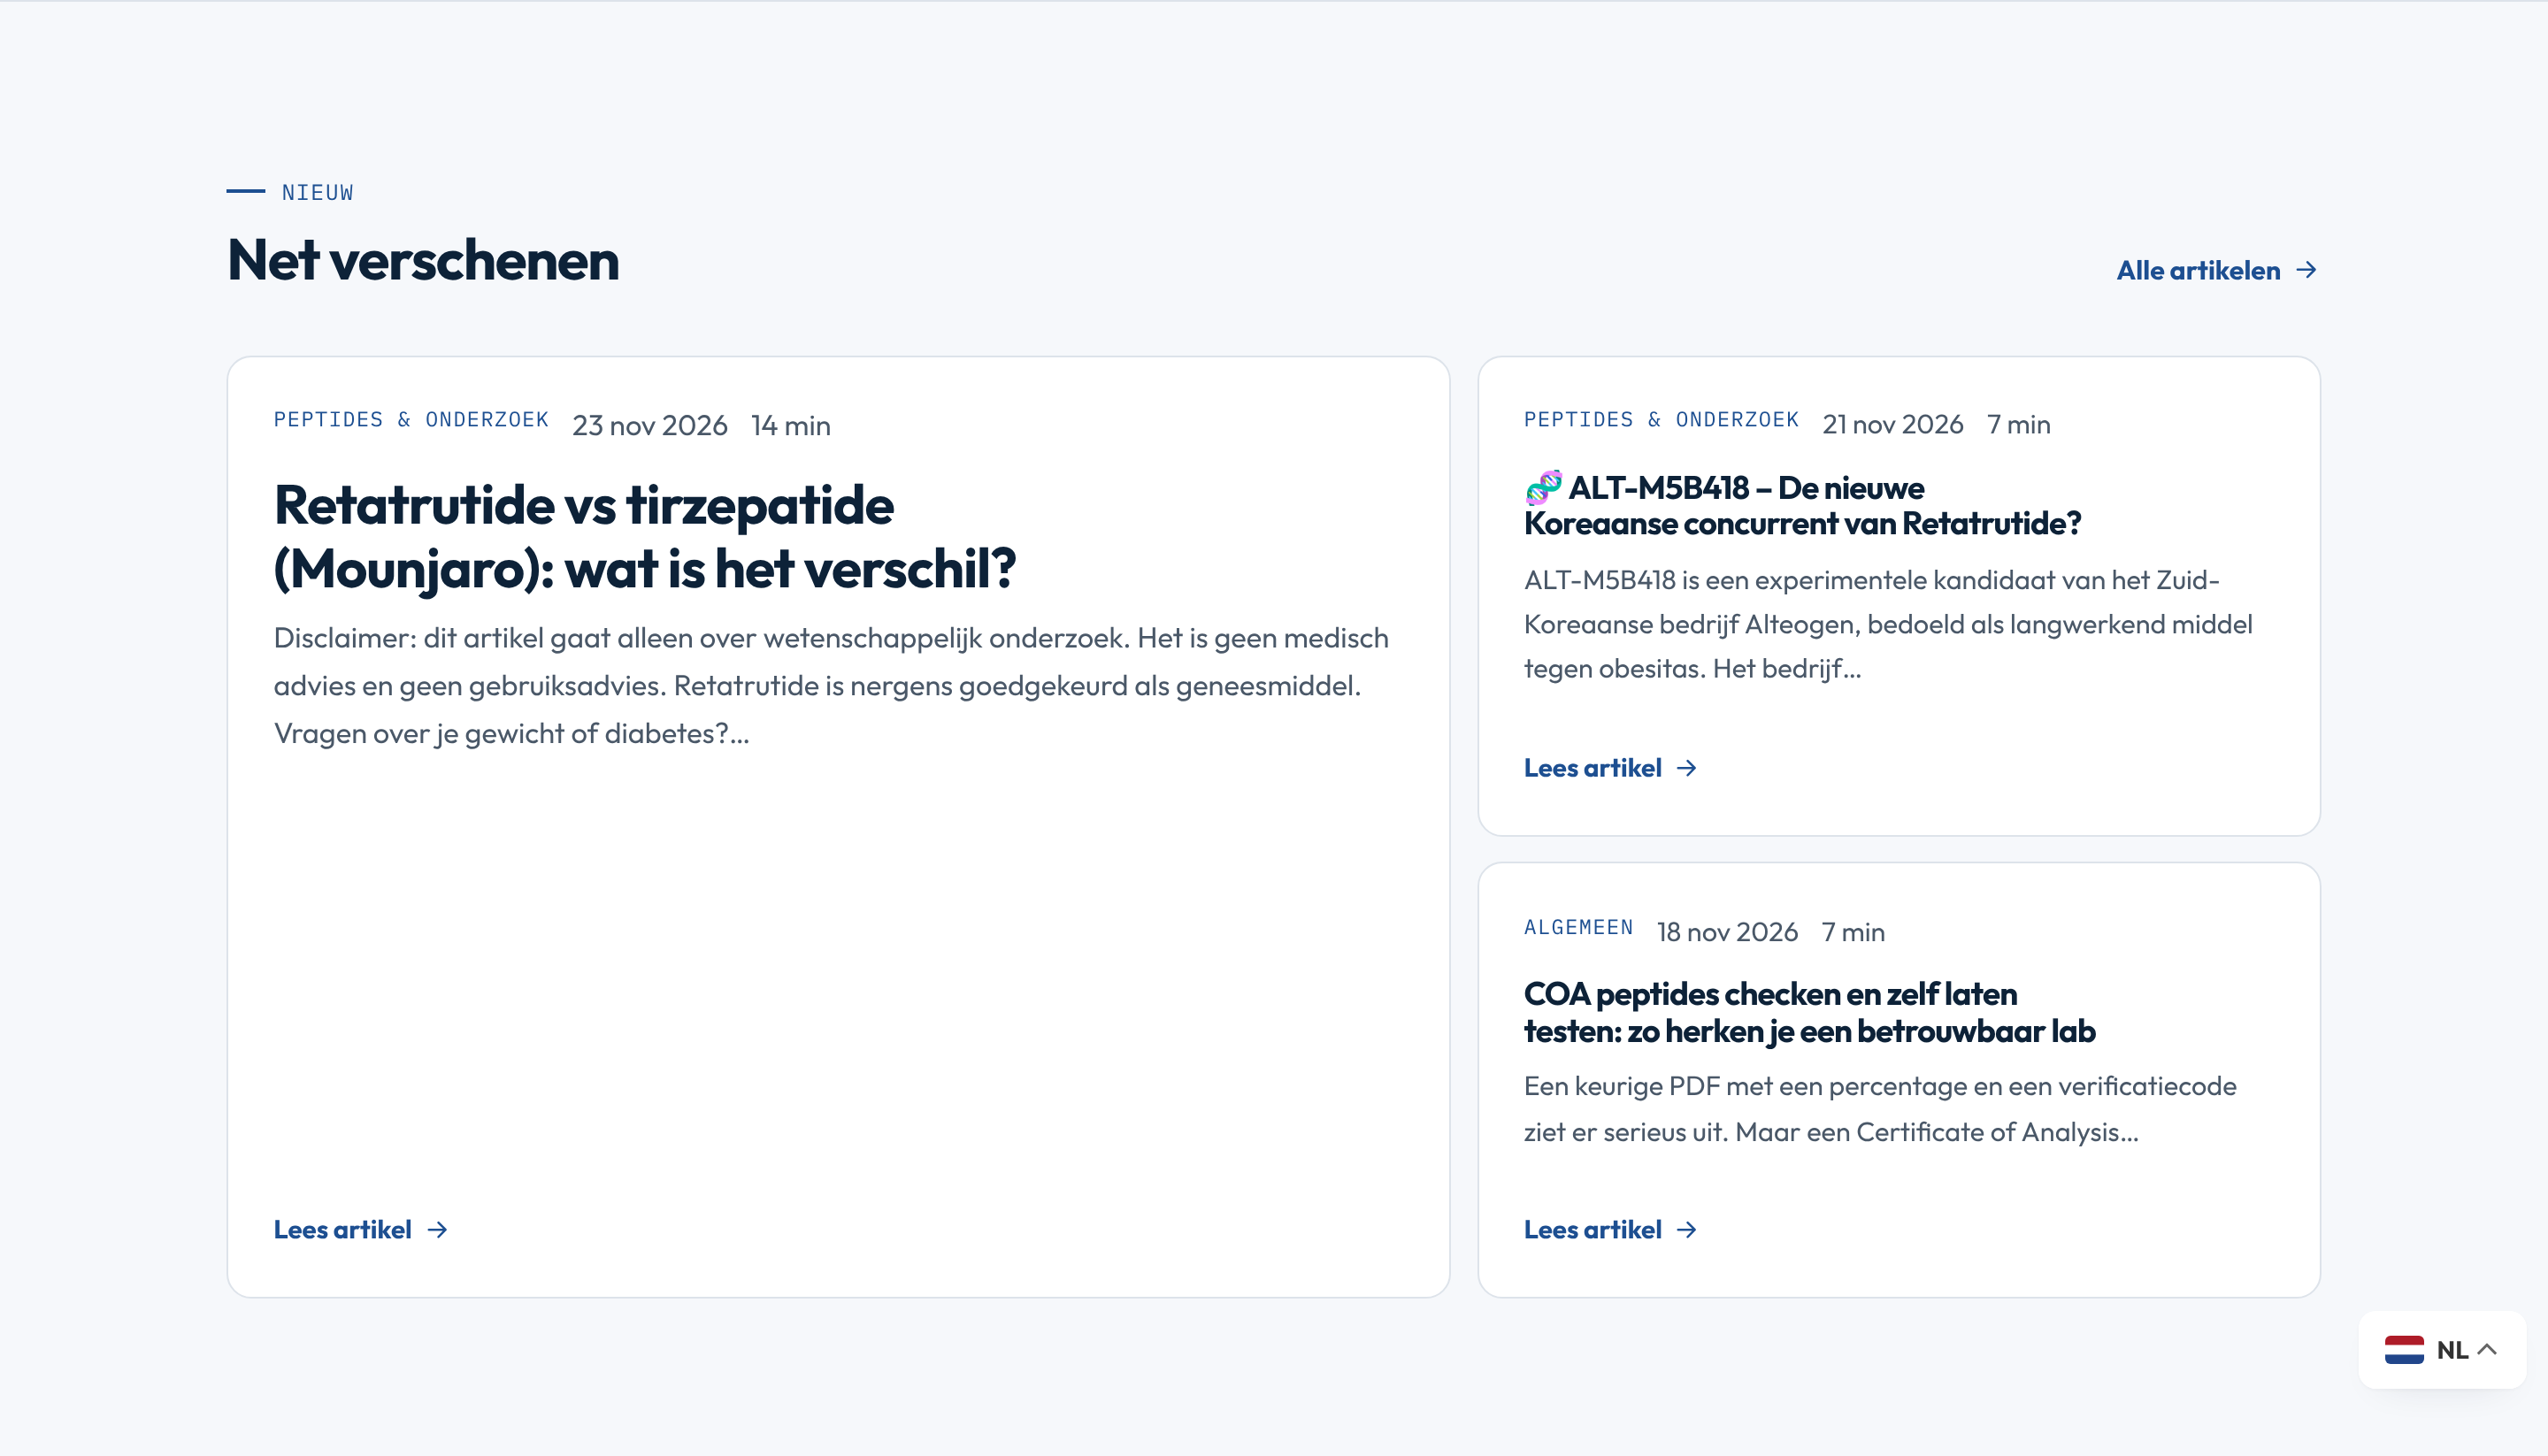 NIEUW
Net verschenen
Alle artikelen →
PEPTIDES & ONDERZOEK 23 nov 2026 14 min
Retatrutide vs tirzepatide
(Mounjaro): wat is het verschil?
Disclaimer: dit artikel gaat alleen over wetenschappelijk onderzoek. Het is geen medisch
advies en geen gebruiksadvies. Retatrutide is nergens goedgekeurd als geneesmiddel.
Vragen over je gewicht of diabetes?...
Lees artikel →
PEPTIDES & ONDERZOEK 21 nov 2026 7 min
🧬 ALT-M5B418 – De nieuwe
Koreaanse concurrent van Retatrutide?
ALT-M5B418 is een experimentele kandidaat van het Zuid-
Koreaanse bedrijf Alteogen, bedoeld als langwerkend middel
tegen obesitas. Het bedrijf...
Lees artikel →
ALGEMEEN 18 nov 2026 7 min
COA peptides checken en zelf laten
testen: zo herken je een betrouwbaar lab
Een keurige PDF met een percentage en een verificatiecode
ziet er serieus uit. Maar een Certificate of Analysis...
Lees artikel →
NL